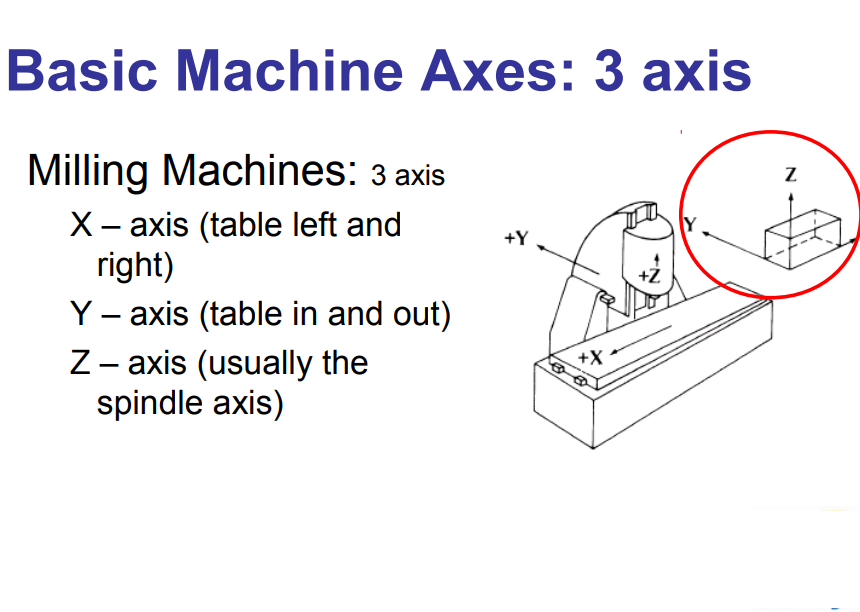 Basic Machine Axes: 3 axis
Milling Machines: 3 axis
X – axis (table left and
right)
Y – axis (table in and out)
Z – axis (usually the
spindle axis)
Z
Y
+Y
+Z
+X